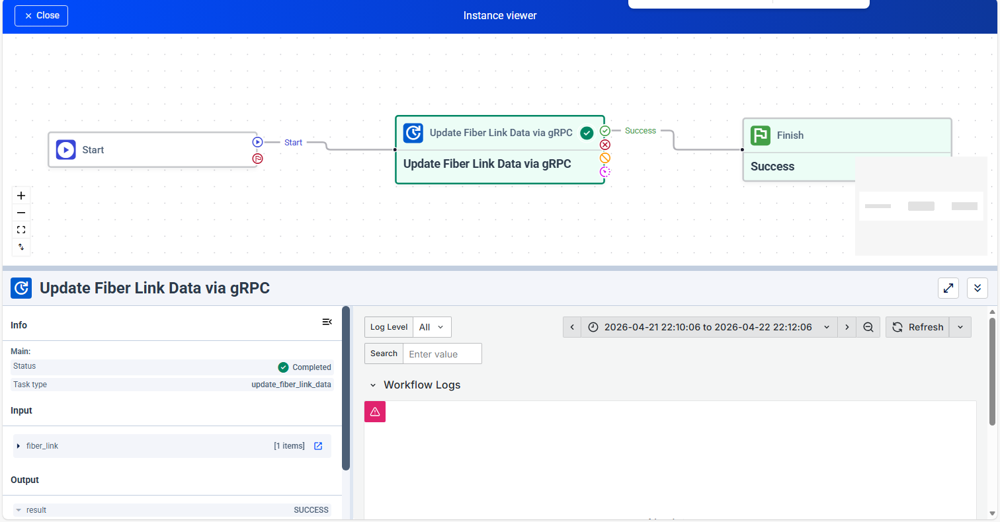 Close
Instance viewer
Start
Start
Update Fiber Link Data via gRPC
Update Fiber Link Data via gRPC
Success
Finish
Success
Update Fiber Link Data via gRPC
Info
Main:
Status Completed
Task type update_fiber_link_data
Input
fiber_link [1 items]
Output
result SUCCESS
Log Level All
2026-04-21 22:10:06 to 2026-04-22 22:12:06
Refresh
Search Enter value
Workflow Logs